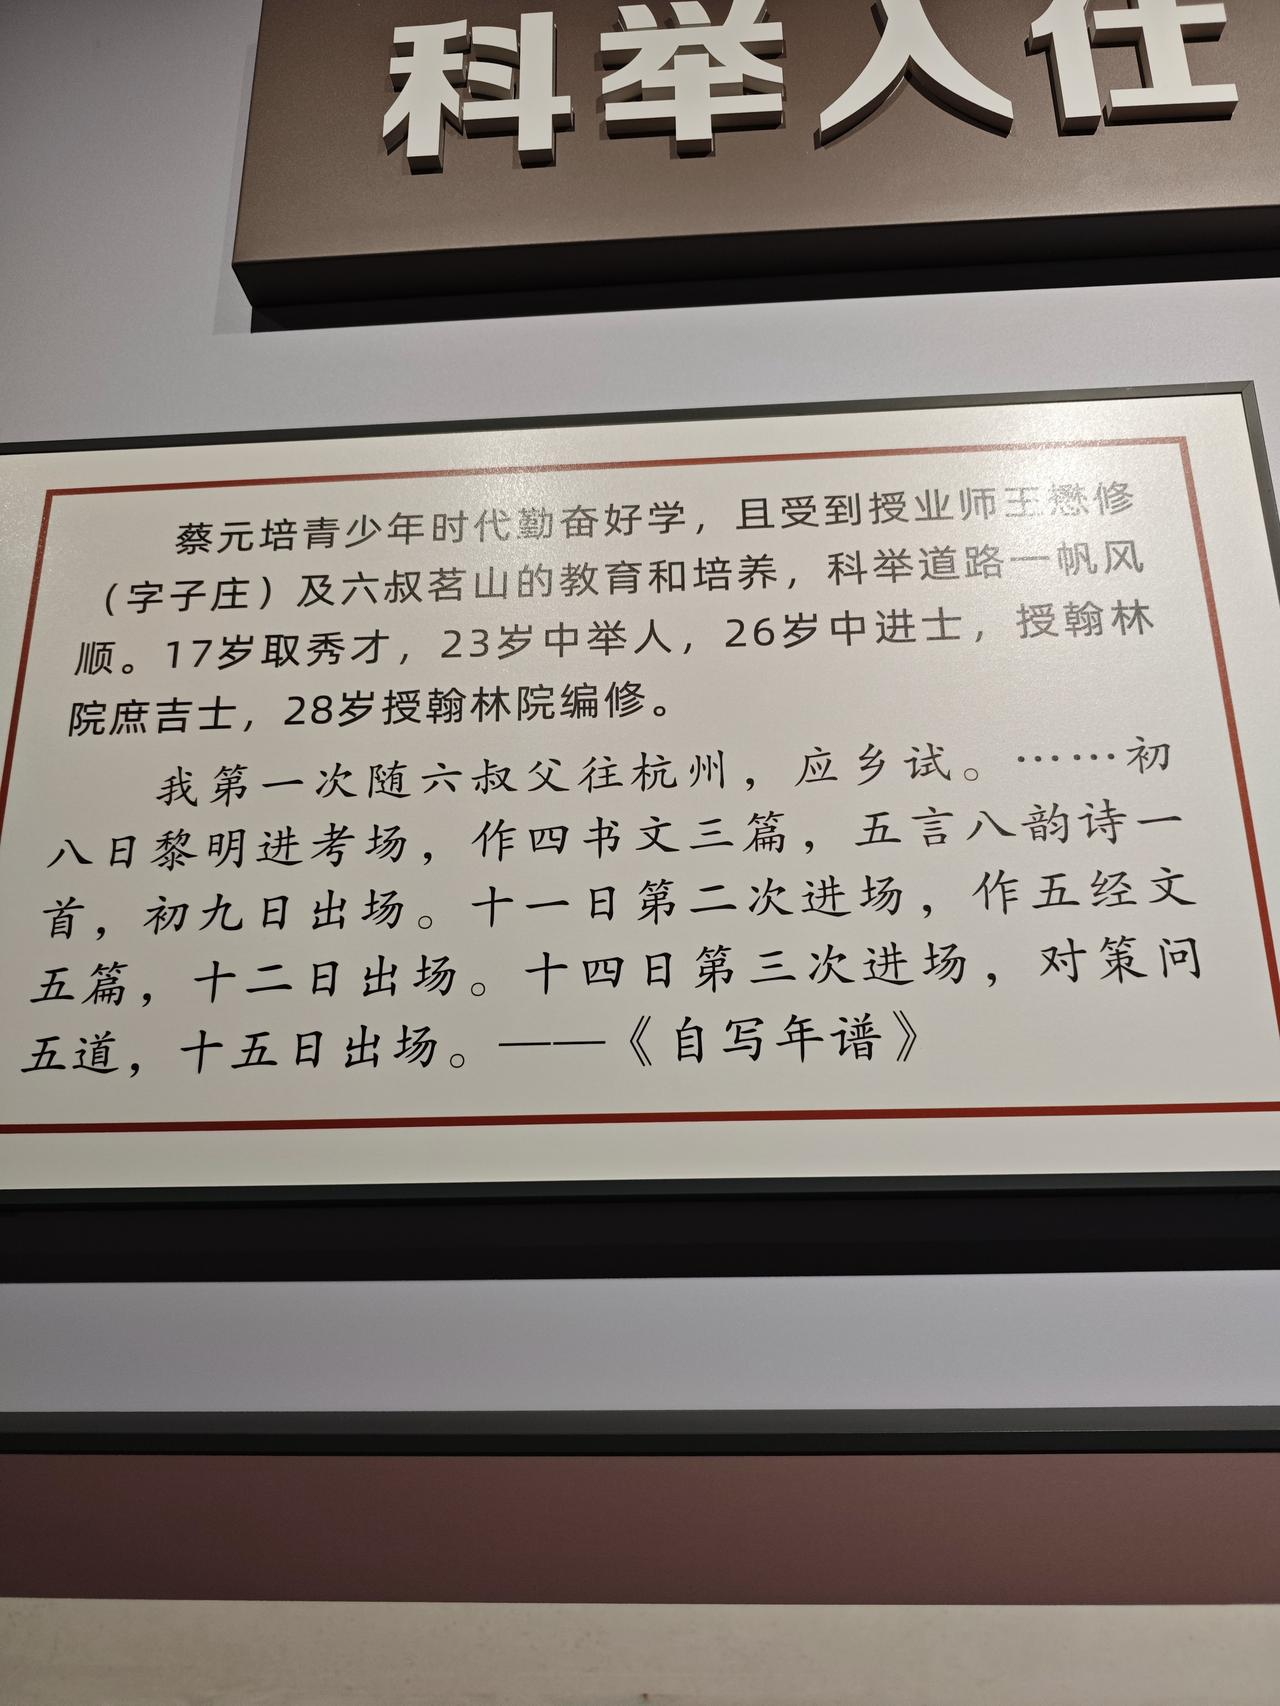 科举入仕
蔡元培青少年时代勤奋好学，且受到授业师王懋修
（字子庄）及六叔茗山的教育和培养，科举道路一帆风
顺。17岁取秀才，23岁中举人，26岁中进士，授翰林
院庶吉士，28岁授翰林院编修。
我第一次随六叔父往杭州，应乡试。……初
八日黎明进考场，作四书文三篇，五言八韵诗一
首，初九日出场。十一日第二次进场，作五经文
五篇，十二日出场。十四日第三次进场，对策问
五道，十五日出场。——《自写年谱》